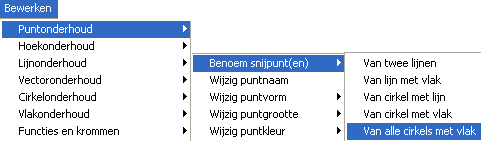 Bewerken
Puntonderhoud
Hoekonderhoud
Lijnonderhoud
Vectoronderhoud
Cirkelonderhoud
Vlakonderhoud
Functies en krommen
Benoem snijpunt(en)
Wijzig puntnaam
Wijzig puntvorm
Wijzig puntgrootte
Wijzig puntkleur
Van twee lijnen
Van lijn met vlak
Van cirkel met lijn
Van cirkel met vlak
Van alle cirkels met vlak